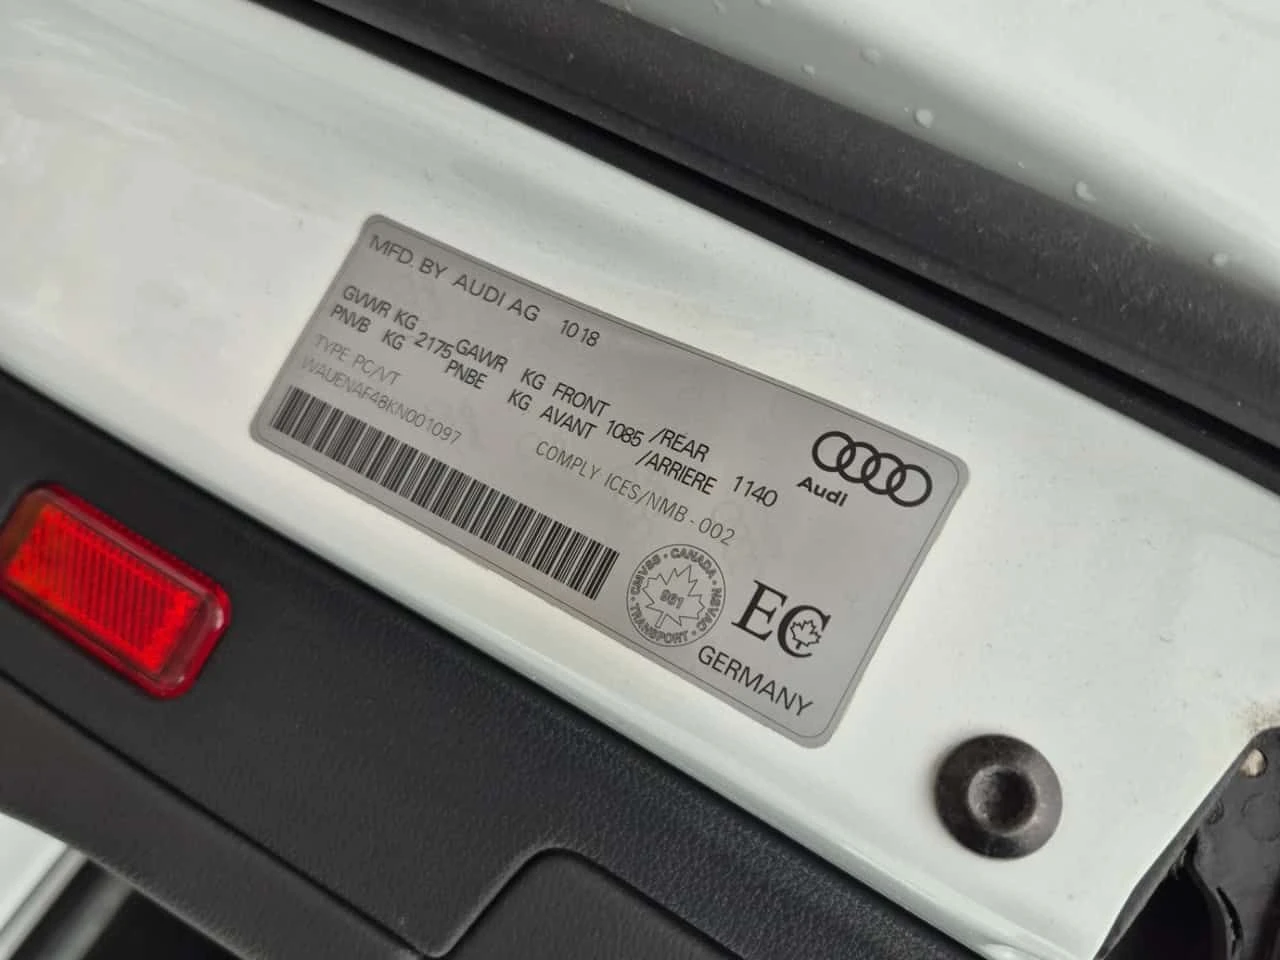 MFD. BY AUDI AG 10 18
GVWR KG 2175 GAWR KG FRONT 1085 /REAR 1140
PNVB KG PNBE KG AVANT /ARRIERE
TYPE PC/VT
WAUENAF48KN001097
COMPLY ICES/NMB-002
Audi
CANADA · NSVAC · TRANSPORT · CMVSS
961
EC
GERMANY